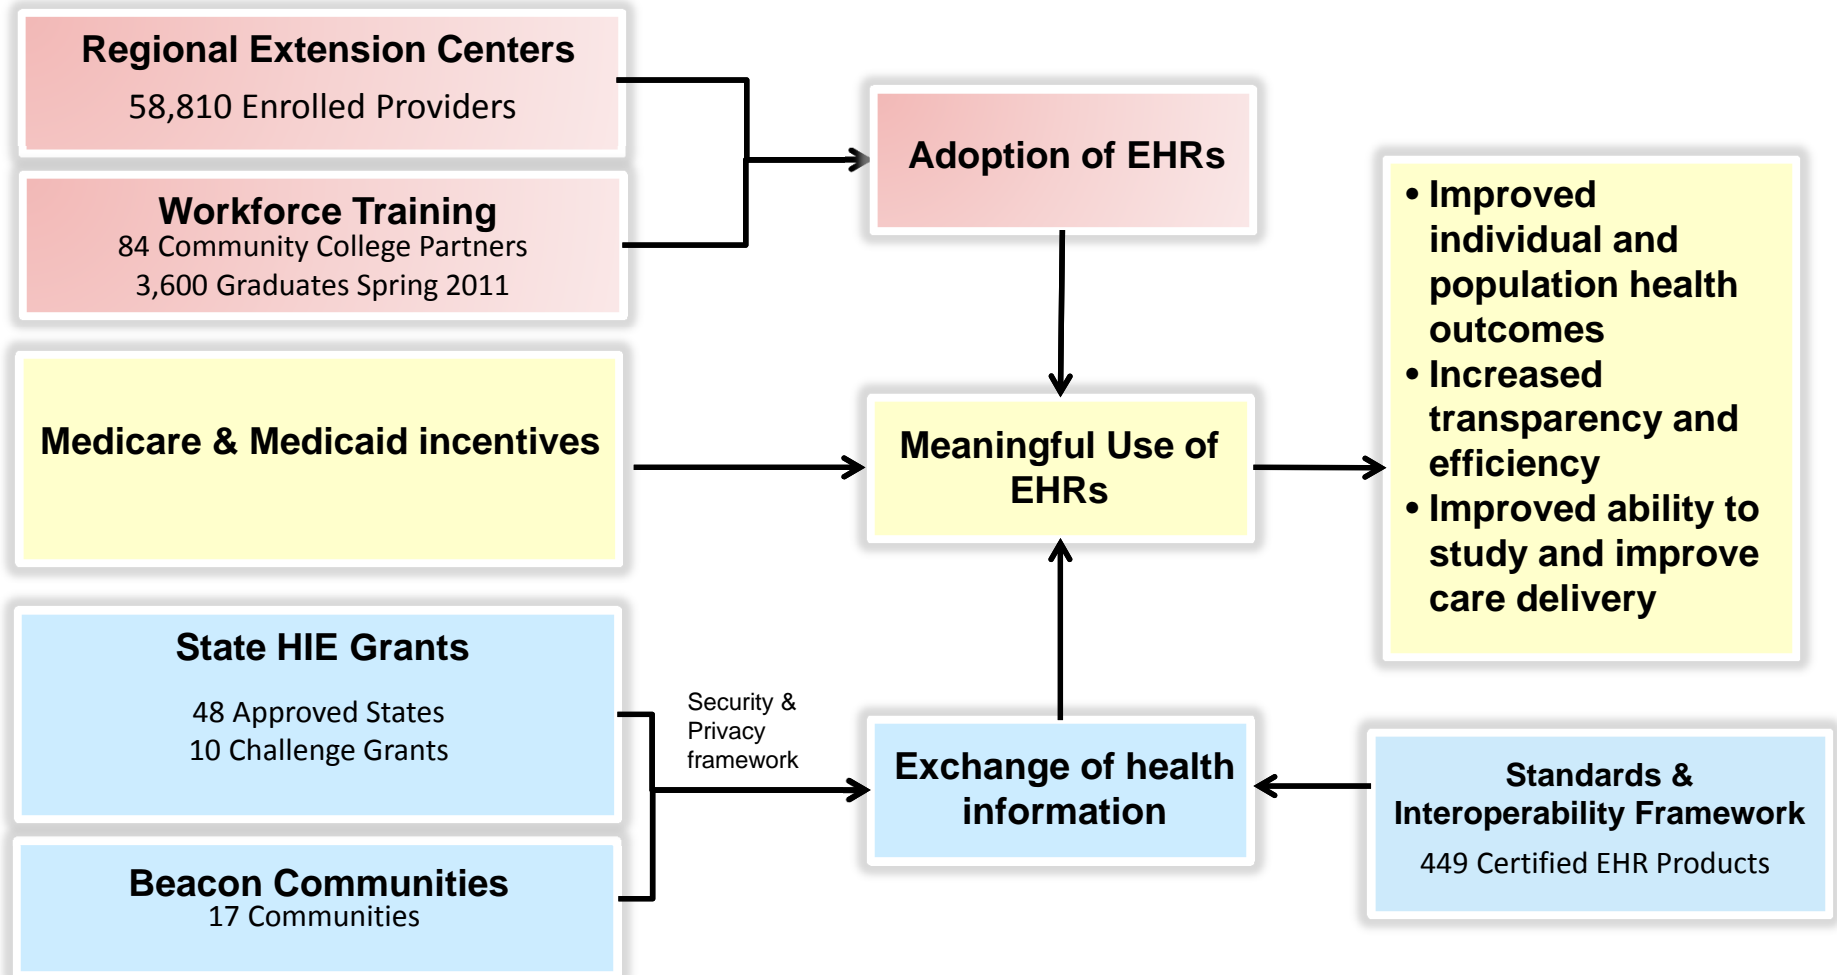 Regional Extension Centers
58,810 Enrolled Providers
Workforce Training
84 Community College Partners
3,600 Graduates Spring 2011
Medicare & Medicaid incentives
State HIE Grants
48 Approved States
10 Challenge Grants
Beacon Communities
17 Communities
Security &
Privacy
framework
Adoption of EHRs
Meaningful Use of
EHRs
Exchange of health
information
• Improved
individual and
population health
outcomes
• Increased
transparency and
efficiency
• Improved ability to
study and improve
care delivery
Standards &
Interoperability Framework
449 Certified EHR Products